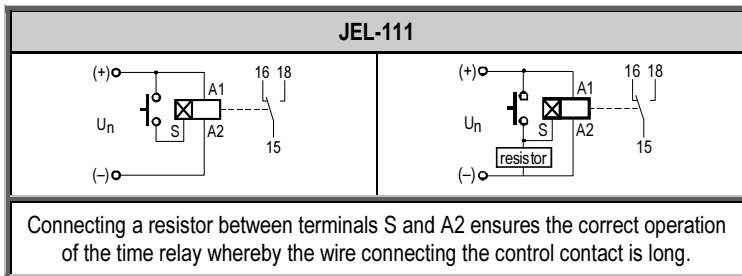 JEL-111
(+)
16 18
A1
Un
S
A2
15
(–)
(+)
16 18
A1
Un
S
A2
15
resistor
(–)
Connecting a resistor between terminals S and A2 ensures the correct operation
of the time relay whereby the wire connecting the control contact is long.